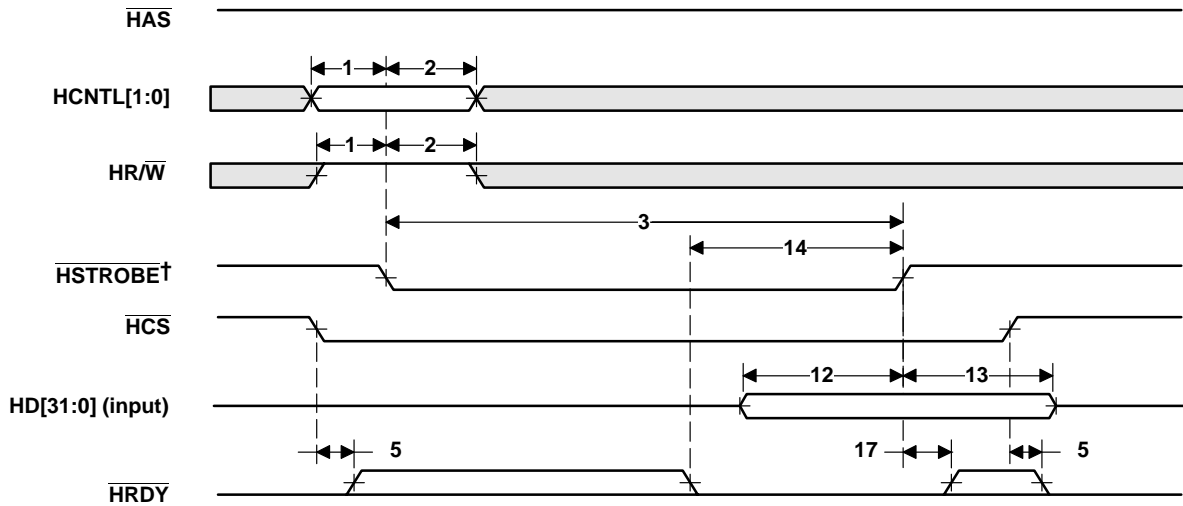 HAS
1 2
HCNTL[1:0]
1 2
HR/W
3
14
HSTROBE†
HCS
12 13
HD[31:0] (input)
5 17 5
HRDY